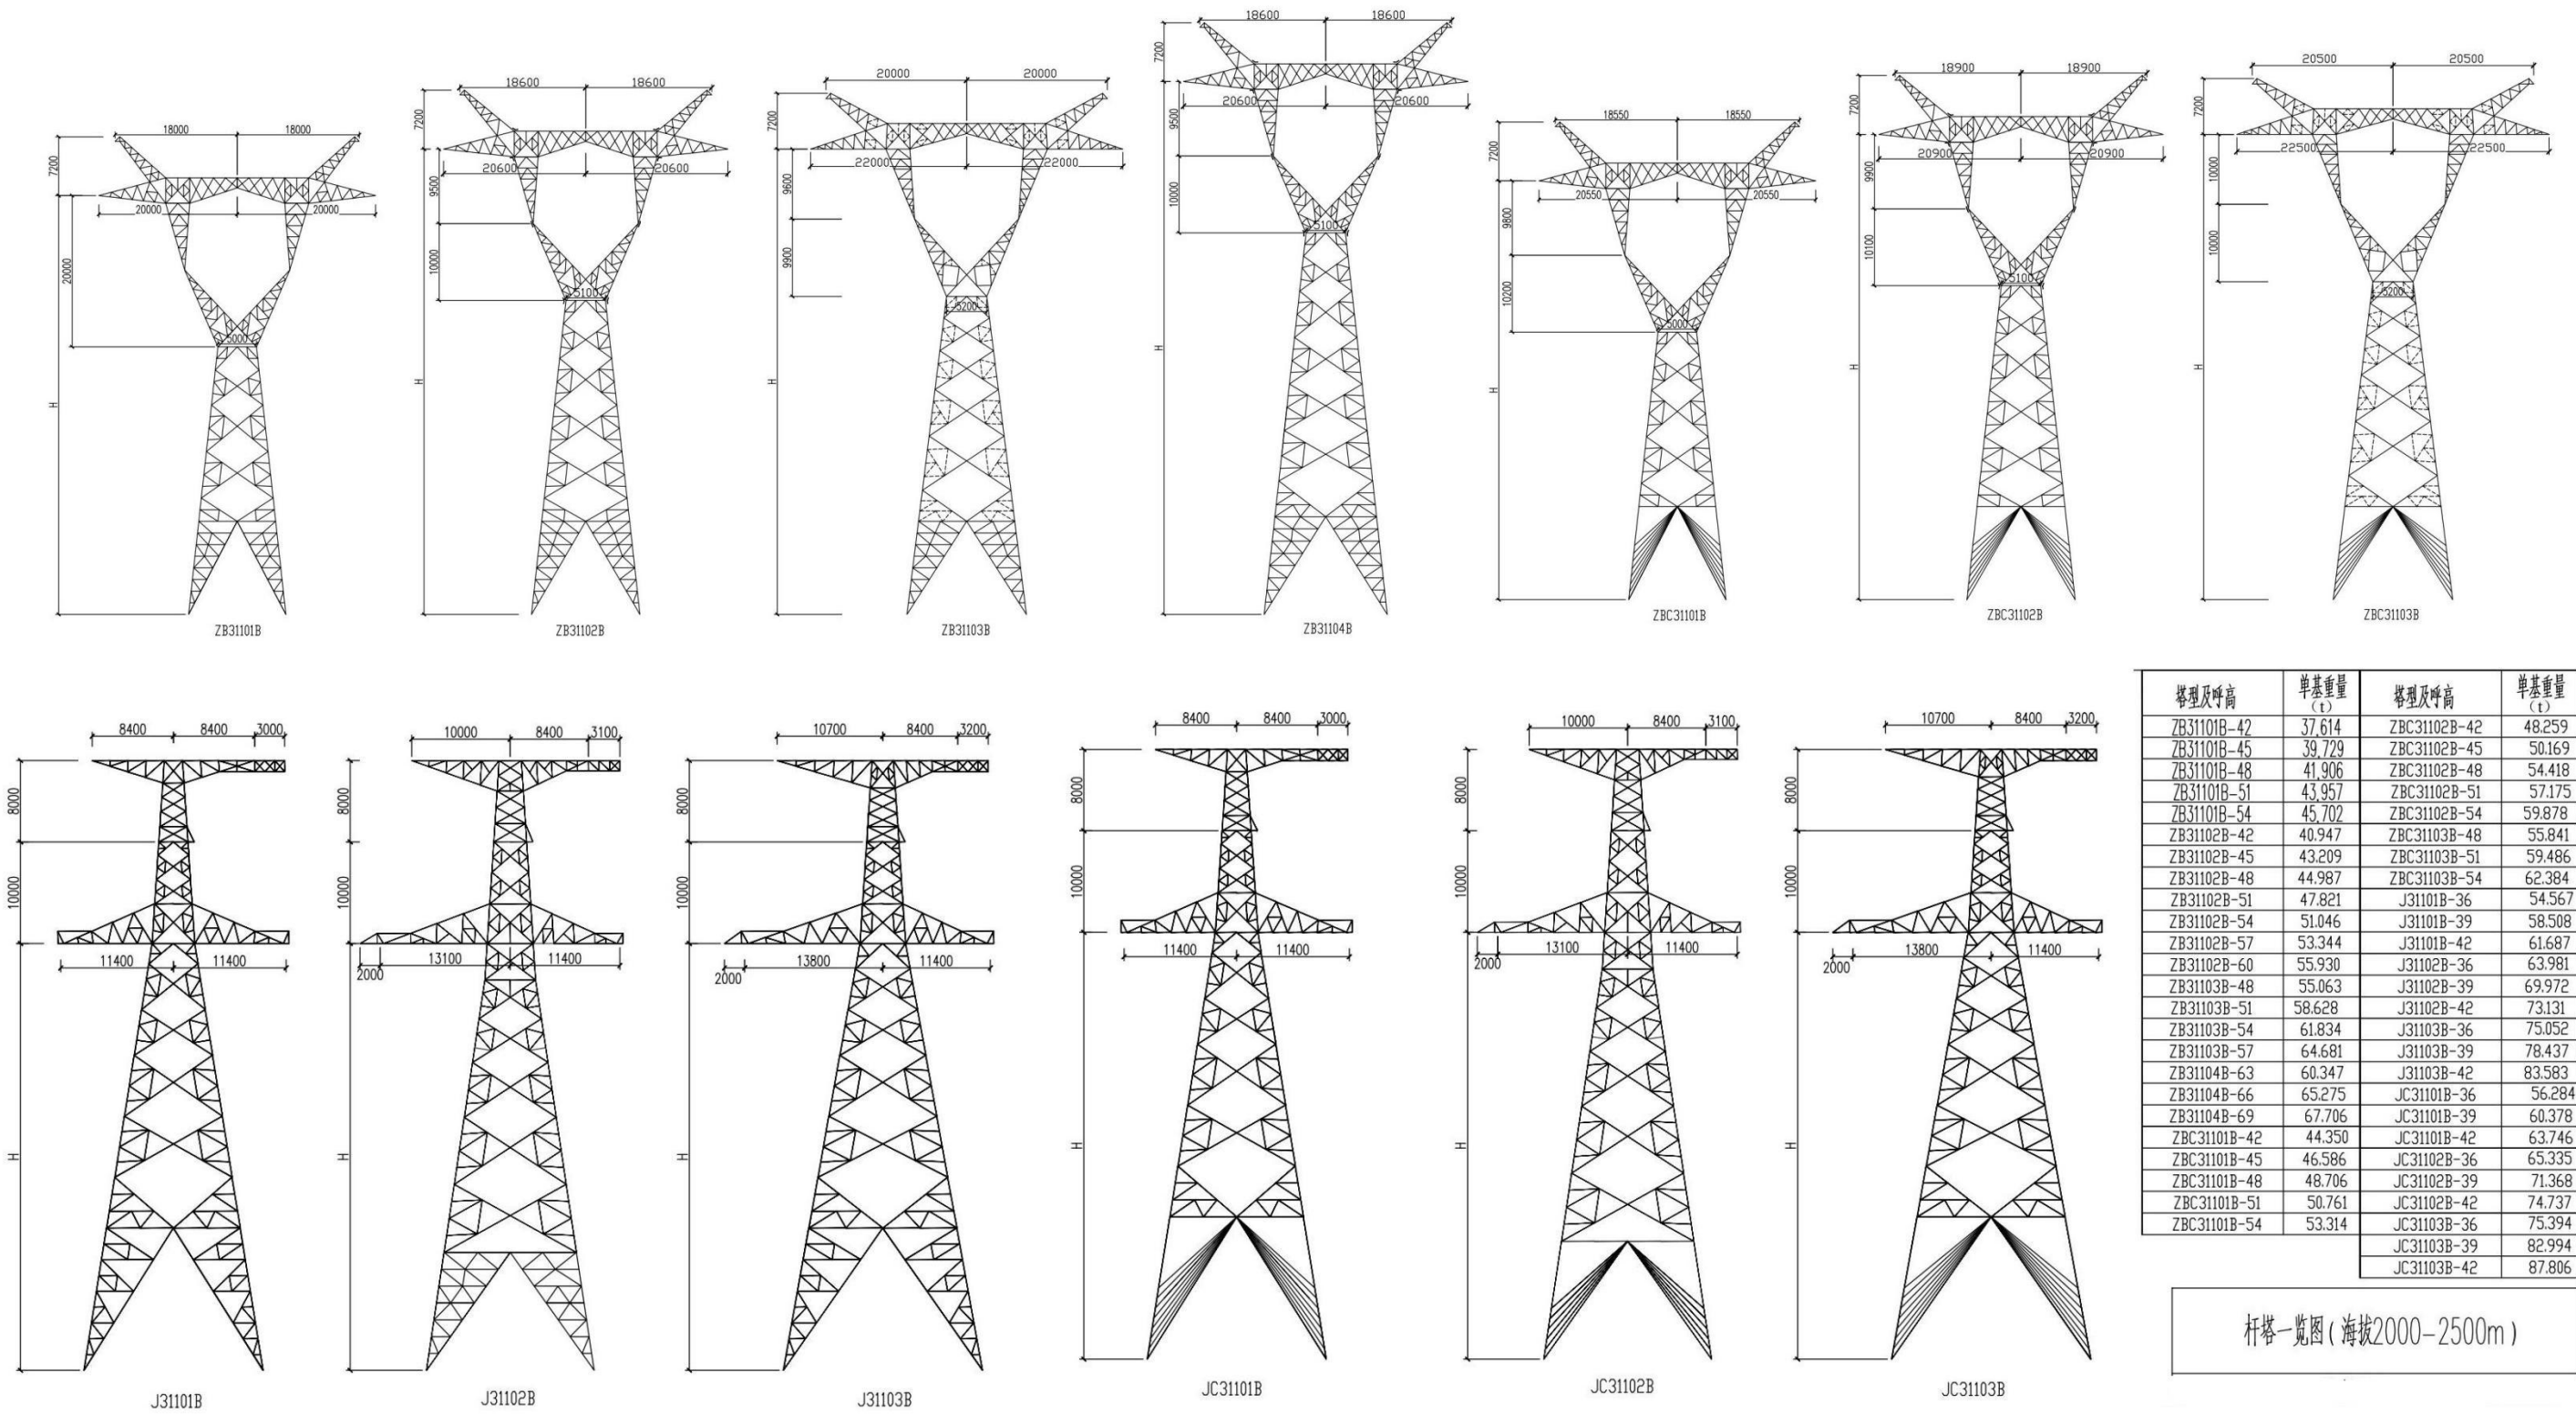 18600 18600
7200
20600 20600
9500
10000
5100
H
ZB31104B
18000 18000
7200
20000 20000
20000
5000
H
ZB31101B
18600 18600
7200
20600 20600
9500
10000
5100
H
ZB31102B
20000 20000
7200
22000 22000
9600
9900
5200
H
ZB31103B
18550 18550
7200
20550 20550
9800
10200
5000
H
ZBC31101B
18900 18900
7200
20900 20900
9900
10100
5100
H
ZBC31102B
20500 20500
7200
22500 22500
10000
10000
5200
H
ZBC31103B
8400 8400 3000
8000
10000
11400 11400
H
J31101B
10000 8400 3100
8000
10000
2000 13100 11400
H
J31102B
10700 8400 3200
8000
10000
2000 13800 11400
H
J31103B
8400 8400 3000
8000
10000
11400 11400
H
JC31101B
10000 8400 3100
8000
10000
2000 13100 11400
H
JC31102B
10700 8400 3200
8000
10000
2000 13800 11400
H
JC31103B
塔型及呼高 单基重量(t) 塔型及呼高 单基重量(t)
ZB31101B-42 37,614 ZBC31102B-42 48.259
ZB31101B-45 39,729 ZBC31102B-45 50.169
ZB31101B-48 41,906 ZBC31102B-48 54.418
ZB31101B-51 43,957 ZBC31102B-51 57.175
ZB31101B-54 45,702 ZBC31102B-54 59.878
ZB31102B-42 40.947 ZBC31103B-48 55.841
ZB31102B-45 43.209 ZBC31103B-51 59.486
ZB31102B-48 44.987 ZBC31103B-54 62.384
ZB31102B-51 47.821 J31101B-36 54.567
ZB31102B-54 51.046 J31101B-39 58.508
ZB31102B-57 53.344 J31101B-42 61.687
ZB31102B-60 55.930 J31102B-36 63.981
ZB31103B-48 55.063 J31102B-39 69.972
ZB31103B-51 58.628 J31102B-42 73.131
ZB31103B-54 61.834 J31103B-36 75.052
ZB31103B-57 64.681 J31103B-39 78.437
ZB31104B-63 60.347 J31103B-42 83.583
ZB31104B-66 65.275 JC31101B-36 56.284
ZB31104B-69 67.706 JC31101B-39 60.378
ZBC31101B-42 44.350 JC31101B-42 63.746
ZBC31101B-45 46.586 JC31102B-36 65.335
ZBC31101B-48 48.706 JC31102B-39 71.368
ZBC31101B-51 50.761 JC31102B-42 74.737
ZBC31101B-54 53.314 JC31103B-36 75.394
JC31103B-39 82.994
JC31103B-42 87.806
杆塔一览图(海拔2000-2500m)